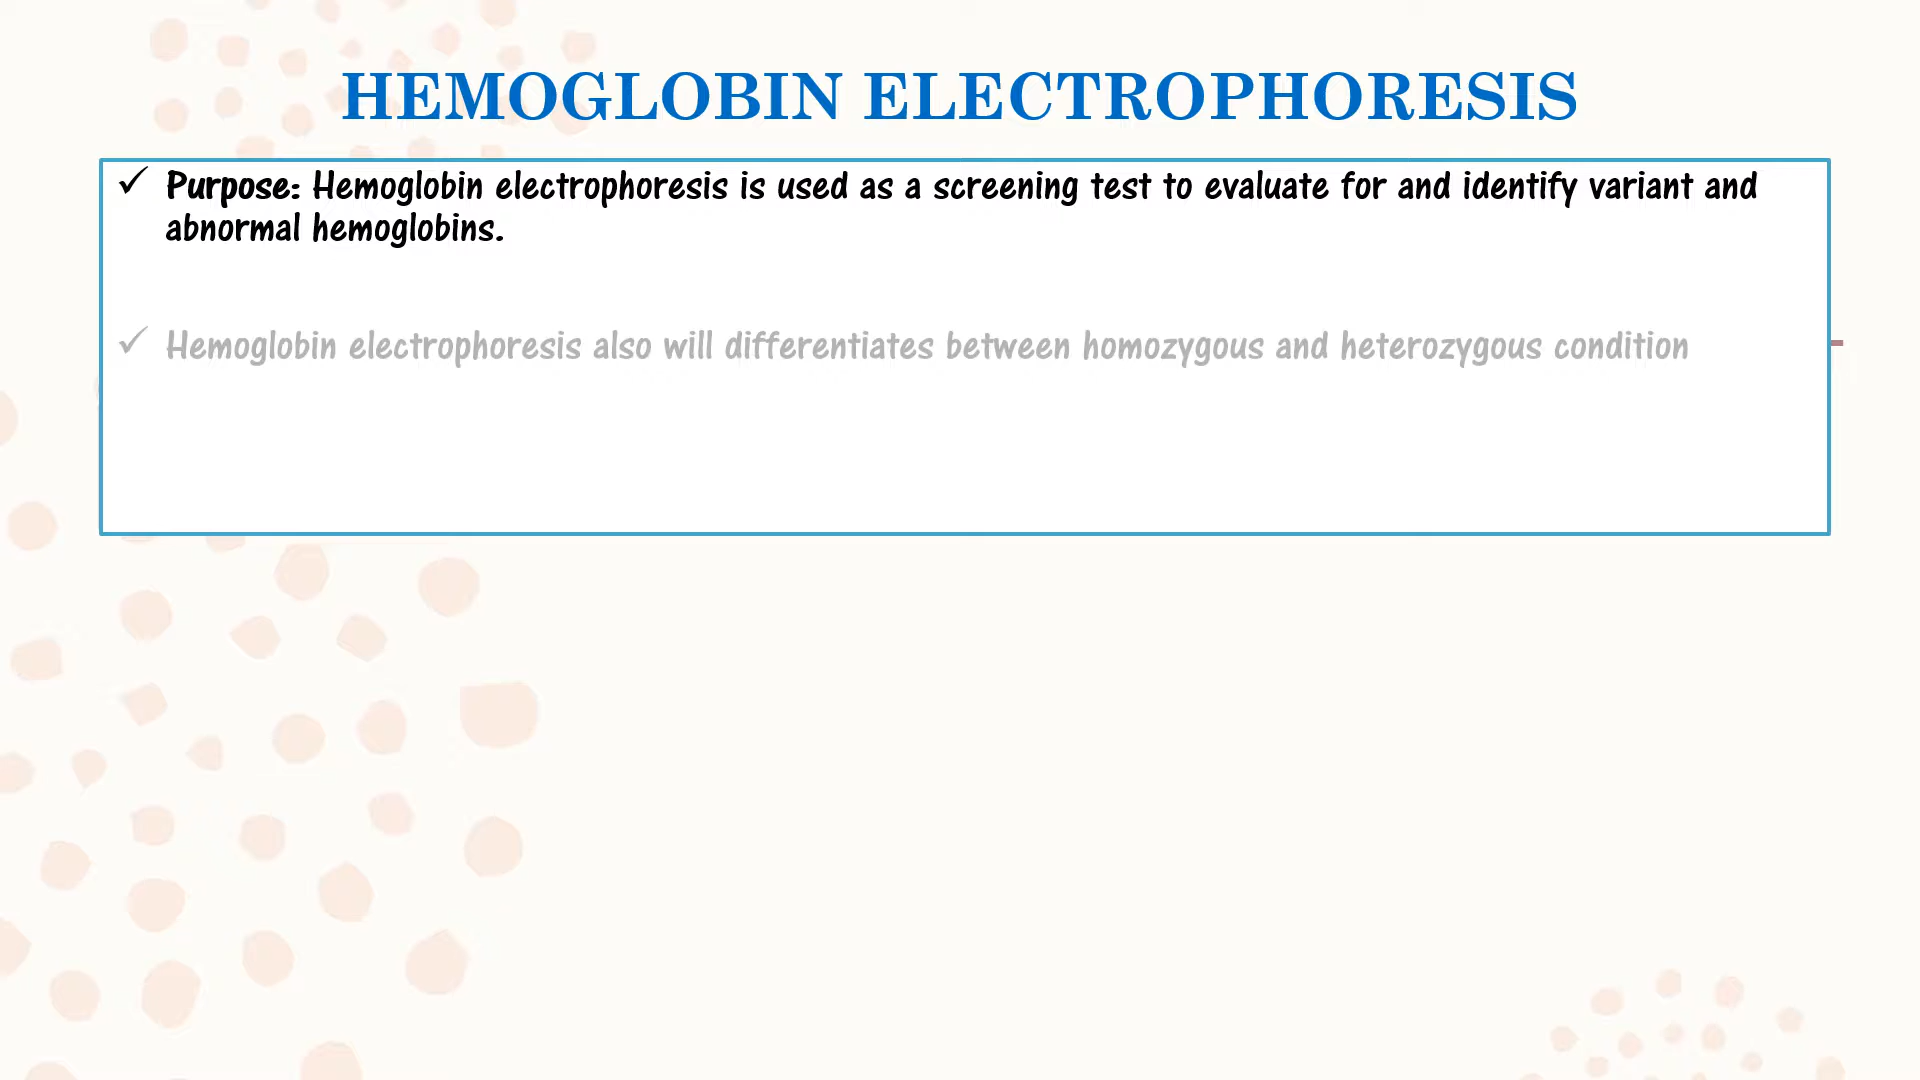 HEMOGLOBIN ELECTROPHORESIS
✓ Purpose: Hemoglobin electrophoresis is used as a screening test to evaluate for and identify variant and
abnormal hemoglobins.
✓ Hemoglobin electrophoresis also will differentiates between homozygous and heterozygous condition